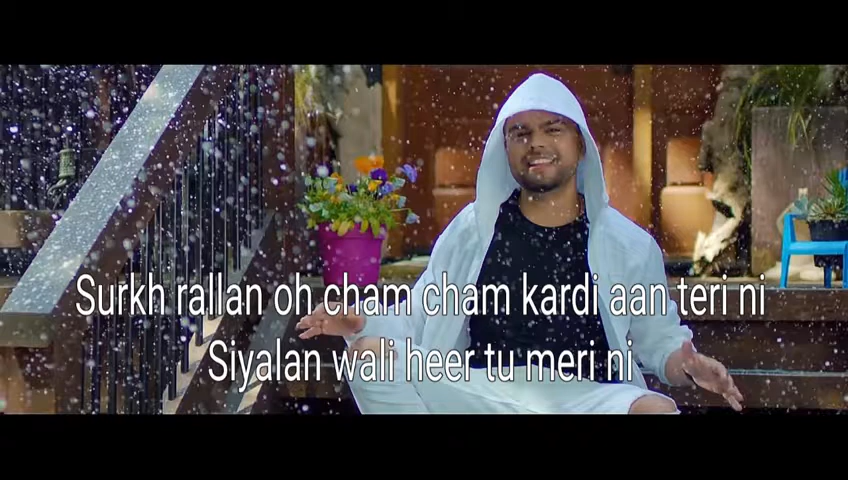 Surkh rallan oh cham cham kardi aan teri ni
Siyalan wali heer tu meri ni